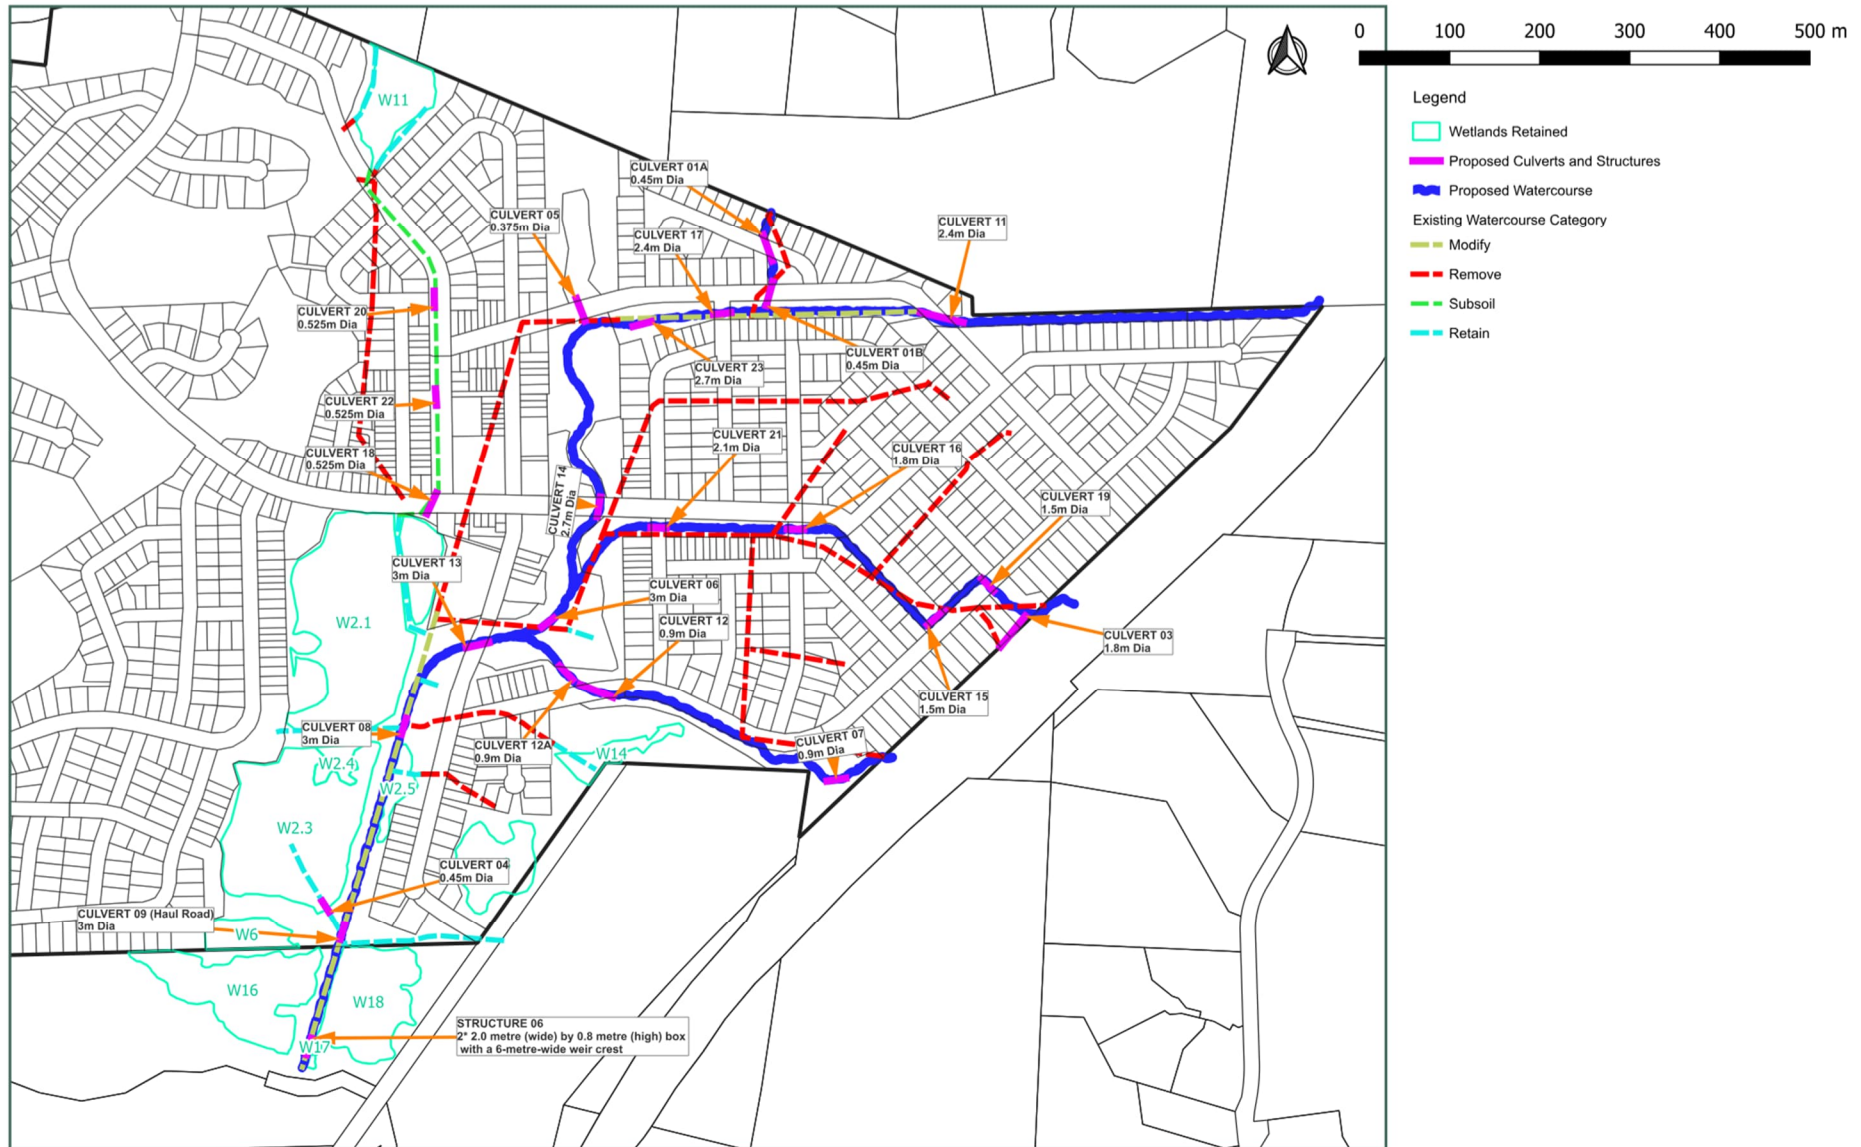 0 100 200 300 400 500 m
Legend
Wetlands Retained
Proposed Culverts and Structures
Proposed Watercourse
Existing Watercourse Category
Modify
Remove
Subsoil
Retain
W11
CULVERT 01A
0.45m Dia
CULVERT 05
0.375m Dia
CULVERT 17
2.4m Dia
CULVERT 11
2.4m Dia
CULVERT 20
0.525m Dia
CULVERT 01B
0.45m Dia
CULVERT 23
2.7m Dia
CULVERT 22
0.525m Dia
CULVERT 21
2.1m Dia
CULVERT 16
1.8m Dia
CULVERT 18
0.525m Dia
CULVERT 14
2.7m Dia
CULVERT 19
1.5m Dia
CULVERT 13
3m Dia
CULVERT 06
3m Dia
W2.1
CULVERT 12
0.9m Dia
CULVERT 03
1.8m Dia
CULVERT 15
1.5m Dia
CULVERT 08
3m Dia
CULVERT 12A
0.9m Dia
W14
CULVERT 07
0.9m Dia
W2.4
W2.5
W2.3
CULVERT 04
0.45m Dia
CULVERT 09 (Haul Road)
3m Dia
W6
W16
W18
STRUCTURE 06
2* 2.0 metre (wide) by 0.8 metre (high) box
with a 6-metre-wide weir crest
W17